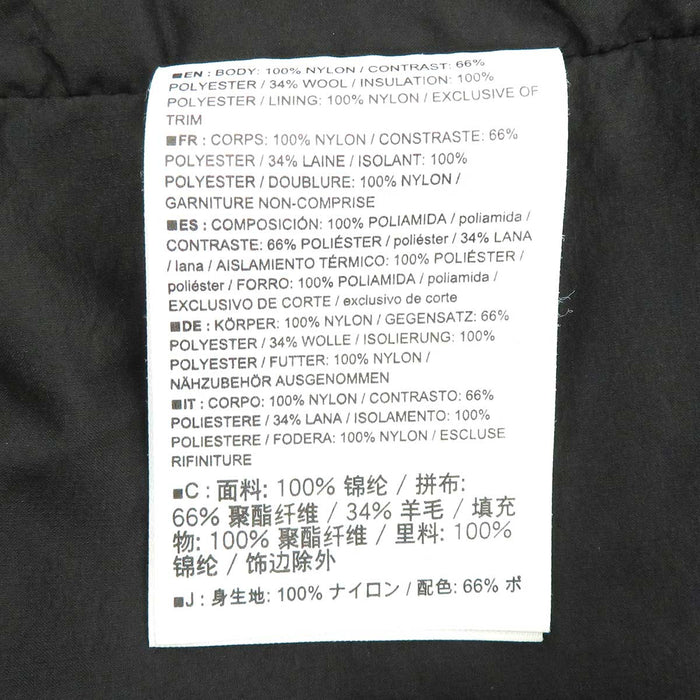 ■EN : BODY: 100% NYLON / CONTRAST: 66%
POLYESTER / 34% WOOL / INSULATION: 100%
POLYESTER / LINING: 100% NYLON / EXCLUSIVE OF
TRIM
■FR : CORPS: 100% NYLON / CONSTRASTE: 66%
POLYESTER / 34% LAINE / ISOLANT: 100%
POLYESTER / DOUBLURE: 100% NYLON /
GARNITURE NON-COMPRISE
■ES : COMPOSICIÓN: 100% POLIAMIDA / poliamida /
CONTRASTE: 66% POLIÉSTER / poliéster / 34% LANA
/ lana / AISLAMIENTO TÉRMICO: 100% POLIÉSTER /
poliéster / FORRO: 100% POLIAMIDA / poliamida /
EXCLUSIVO DE CORTE / exclusivo de corte
■DE : KÖRPER: 100% NYLON / GEGENSATZ: 66%
POLYESTER / 34% WOLLE / ISOLIERUNG: 100%
POLYESTER / FUTTER: 100% NYLON /
NÄHZUBEHÖR AUSGENOMMEN
■IT : CORPO: 100% NYLON / CONTRASTO: 66%
POLIESTERE / 34% LANA / ISOLAMENTO: 100%
POLIESTERE / FODERA: 100% NYLON / ESCLUSE
RIFINITURE
■C : 面料: 100% 锦纶 / 拼布:
66% 聚酯纤维 / 34% 羊毛 / 填充
物: 100% 聚酯纤维 / 里料: 100%
锦纶 / 饰边除外
■J : 身生地: 100% ナイロン / 配色: 66% ポ